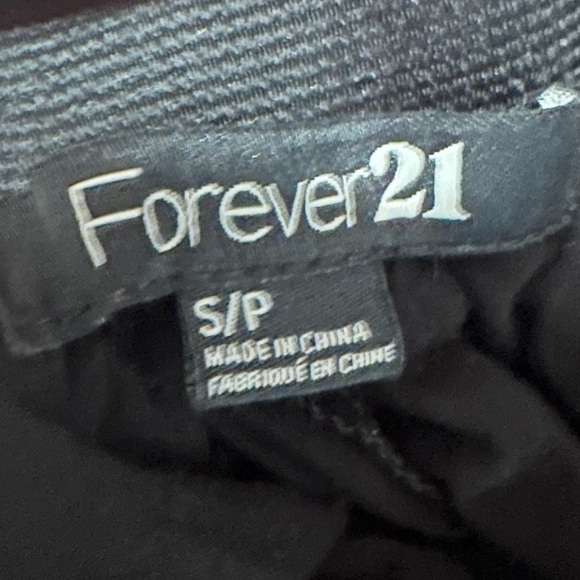 Forever21
S/P
MADE IN CHINA
FABRIQUÉ EN CHINE